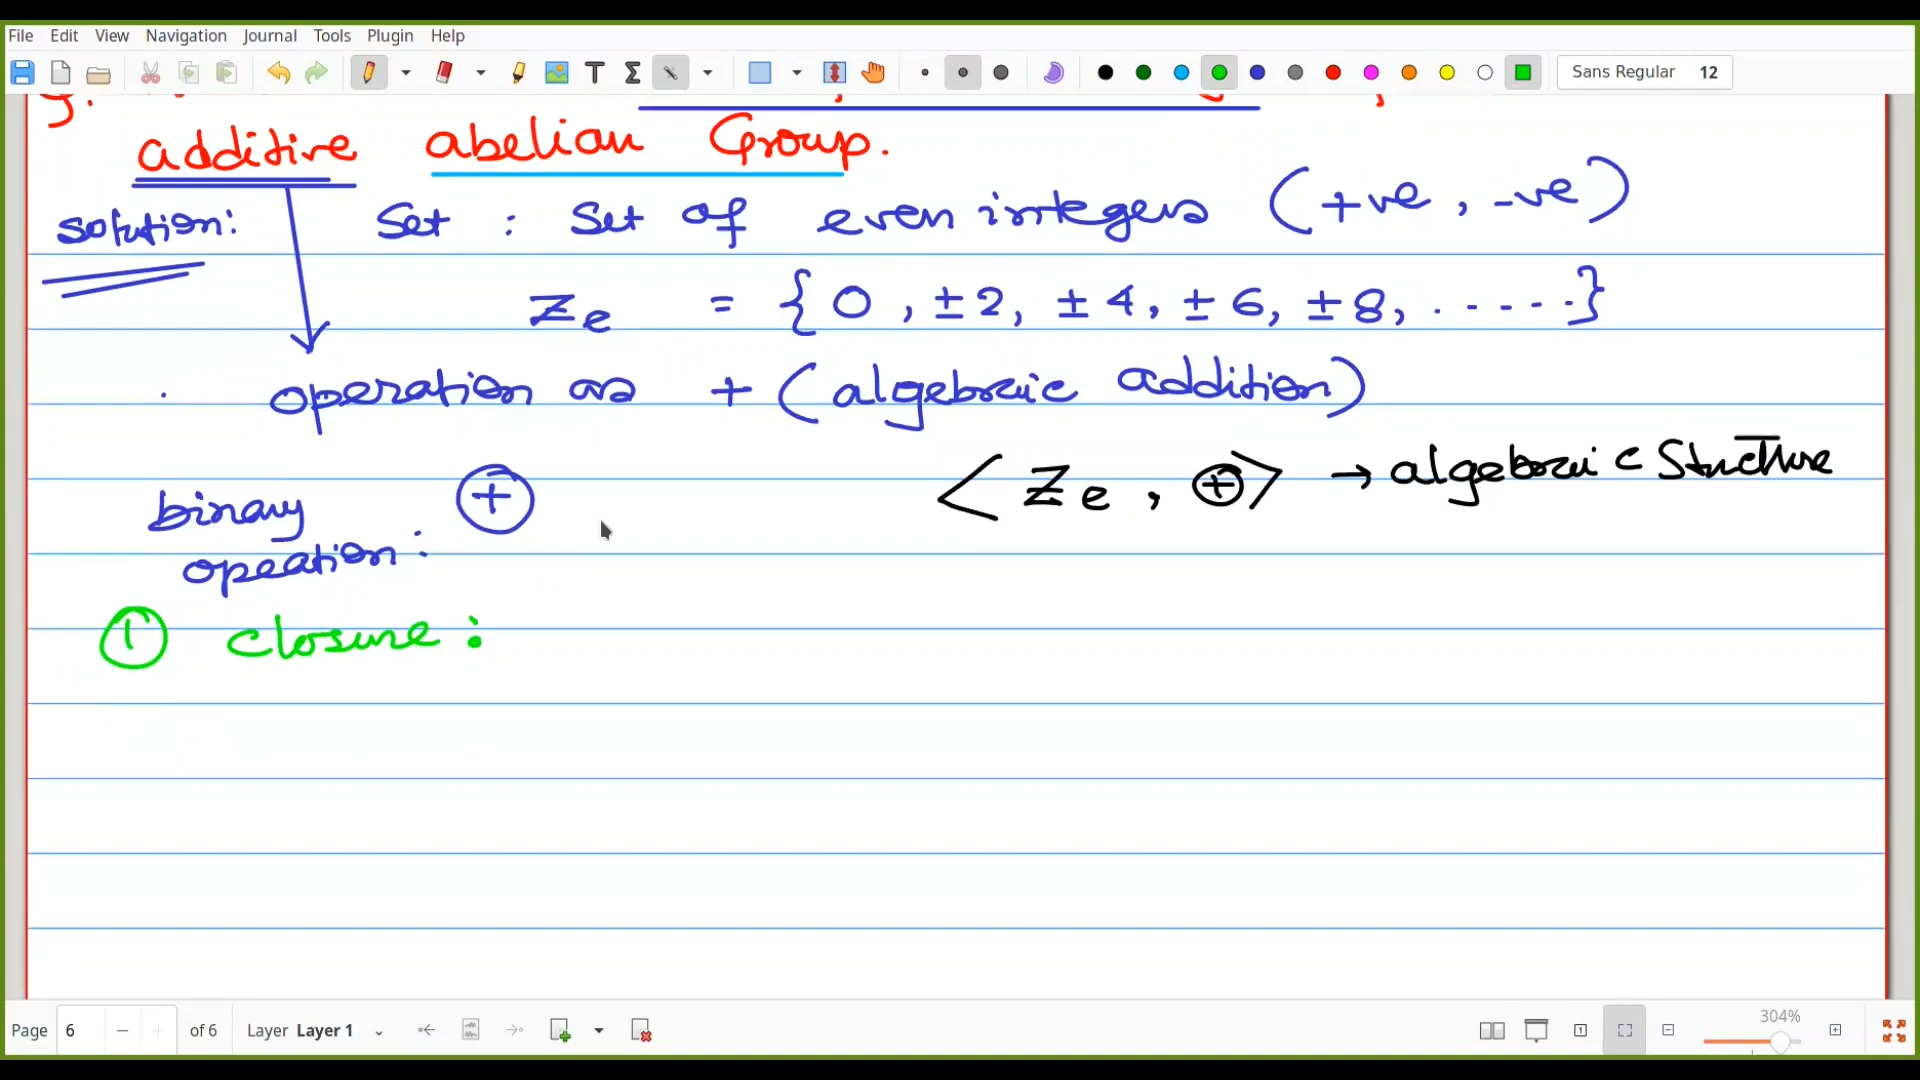 File Edit View Navigation Journal Tools Plugin Help
Sans Regular 12
additive abelian Group.
solution: Set : Set of even integers (+ve, -ve)
Ze = {0, ±2, ±4, ±6, ±8, .....}
operation as + (algebraic addition)
<Ze, ⊕> → algebraic Structure
binary ⊕
opeation:
① closure:
Page 6 of 6 Layer Layer 1 304%